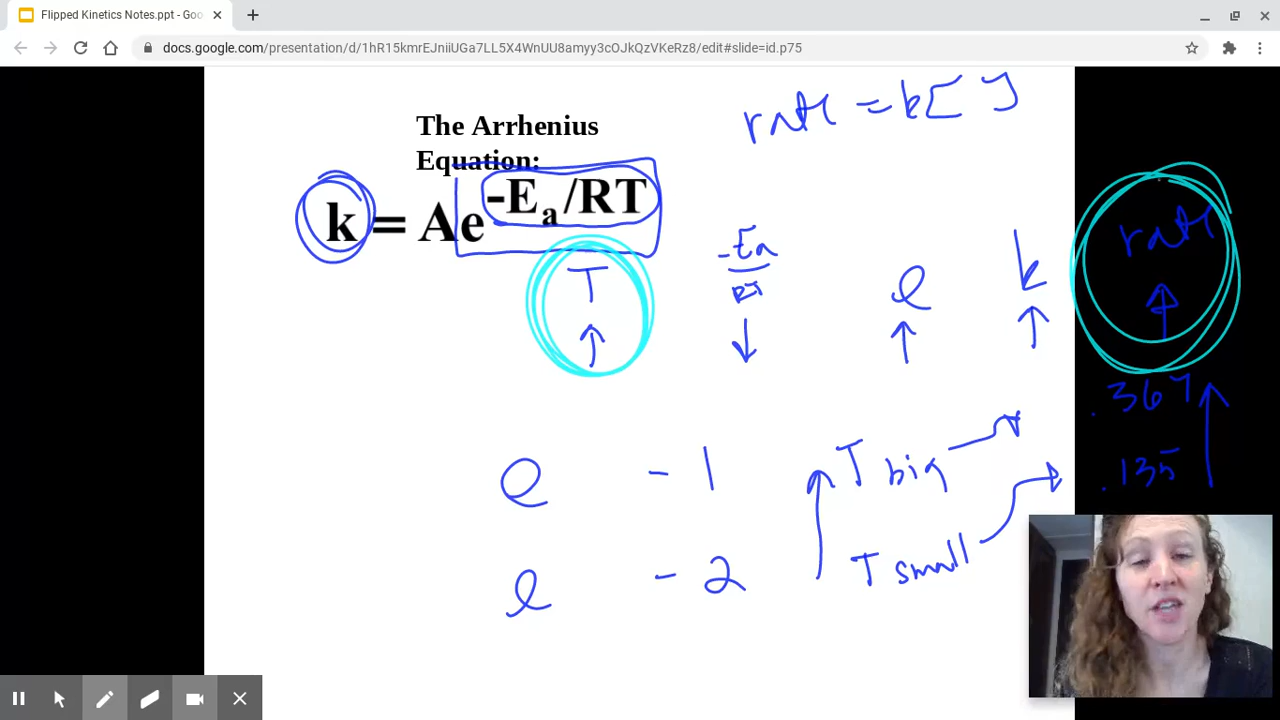 Flipped Kinetics Notes.ppt - Goo
docs.google.com/presentation/d/1hR15kmrEJniiUGa7LL5X4WnUU8amyy3cOJkQzVKeRz8/edit#slide=id.p75
rate = k[ ]
The Arrhenius
Equation:
k = Ae-Ea/RT
rate
T -Ea/RT e k
.367
e -1 T big
.135
e -2 T small